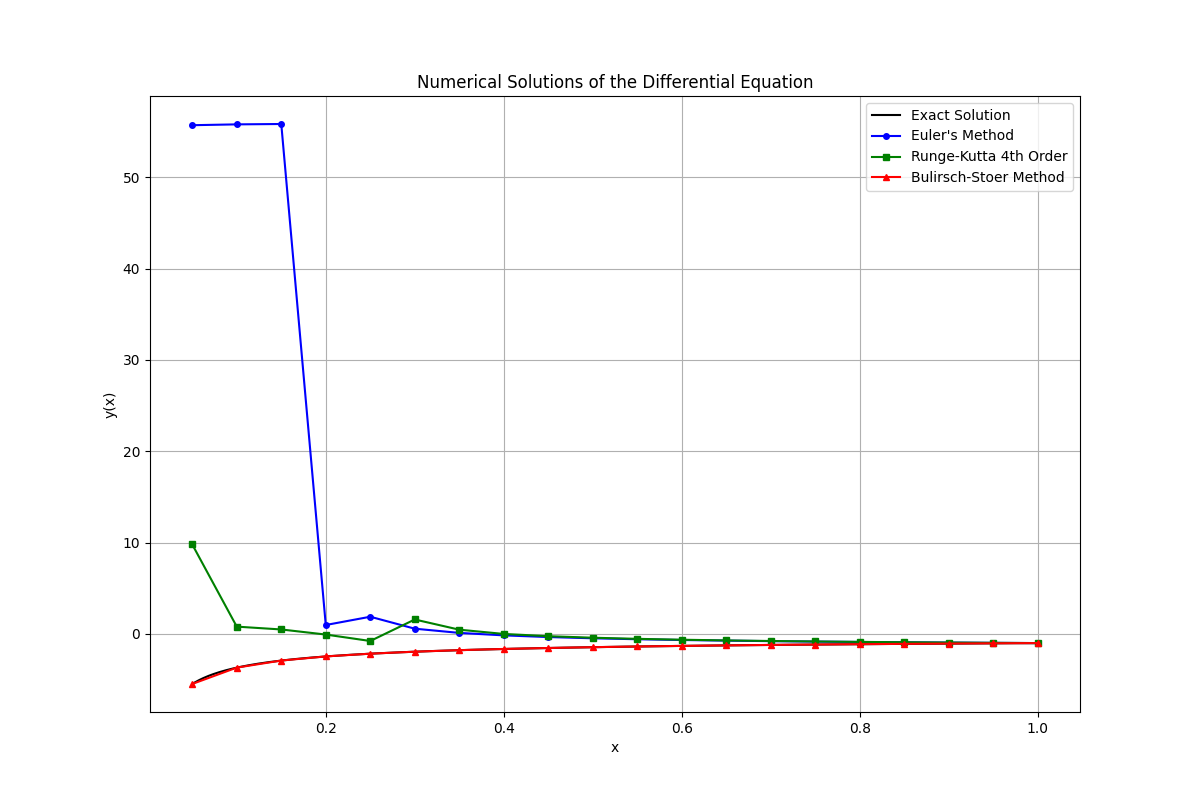 Numerical Solutions of the Differential Equation
Exact Solution
Euler's Method
Runge-Kutta 4th Order
Bulirsch-Stoer Method
50
40
30
20
10
0
y(x)
0.2
0.4
0.6
0.8
1.0
x